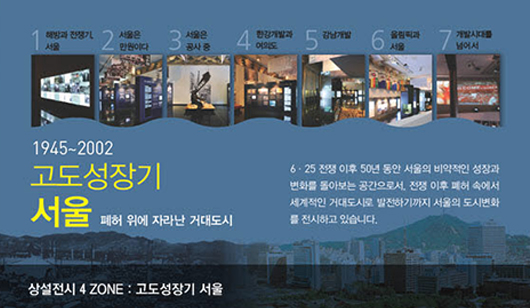 1 해방과 전쟁기,
서울
2 서울은
만원이다
3 서울은
공사 중
4 한강개발과
여의도
5 강남개발
6 올림픽과
서울
7 개발시대를
넘어서
1945~2002
고도성장기
서울 폐허 위에 자라난 거대도시
6 · 25 전쟁 이후 50년 동안 서울의 비약적인 성장과
변화를 돌아보는 공간으로서, 전쟁 이후 폐허 속에서
세계적인 거대도시로 발전하기까지 서울의 도시변화
를 전시하고 있습니다.
상설전시 4 ZONE : 고도성장기 서울